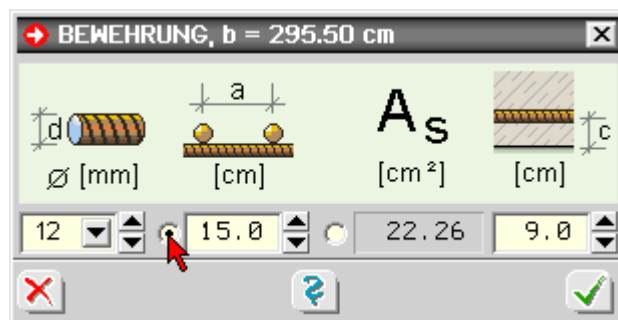 BEWEHRUNG, b = 295.50 cm
d a As c
Ø [mm] [cm] [cm²] [cm]
12 15.0 22.26 9.0